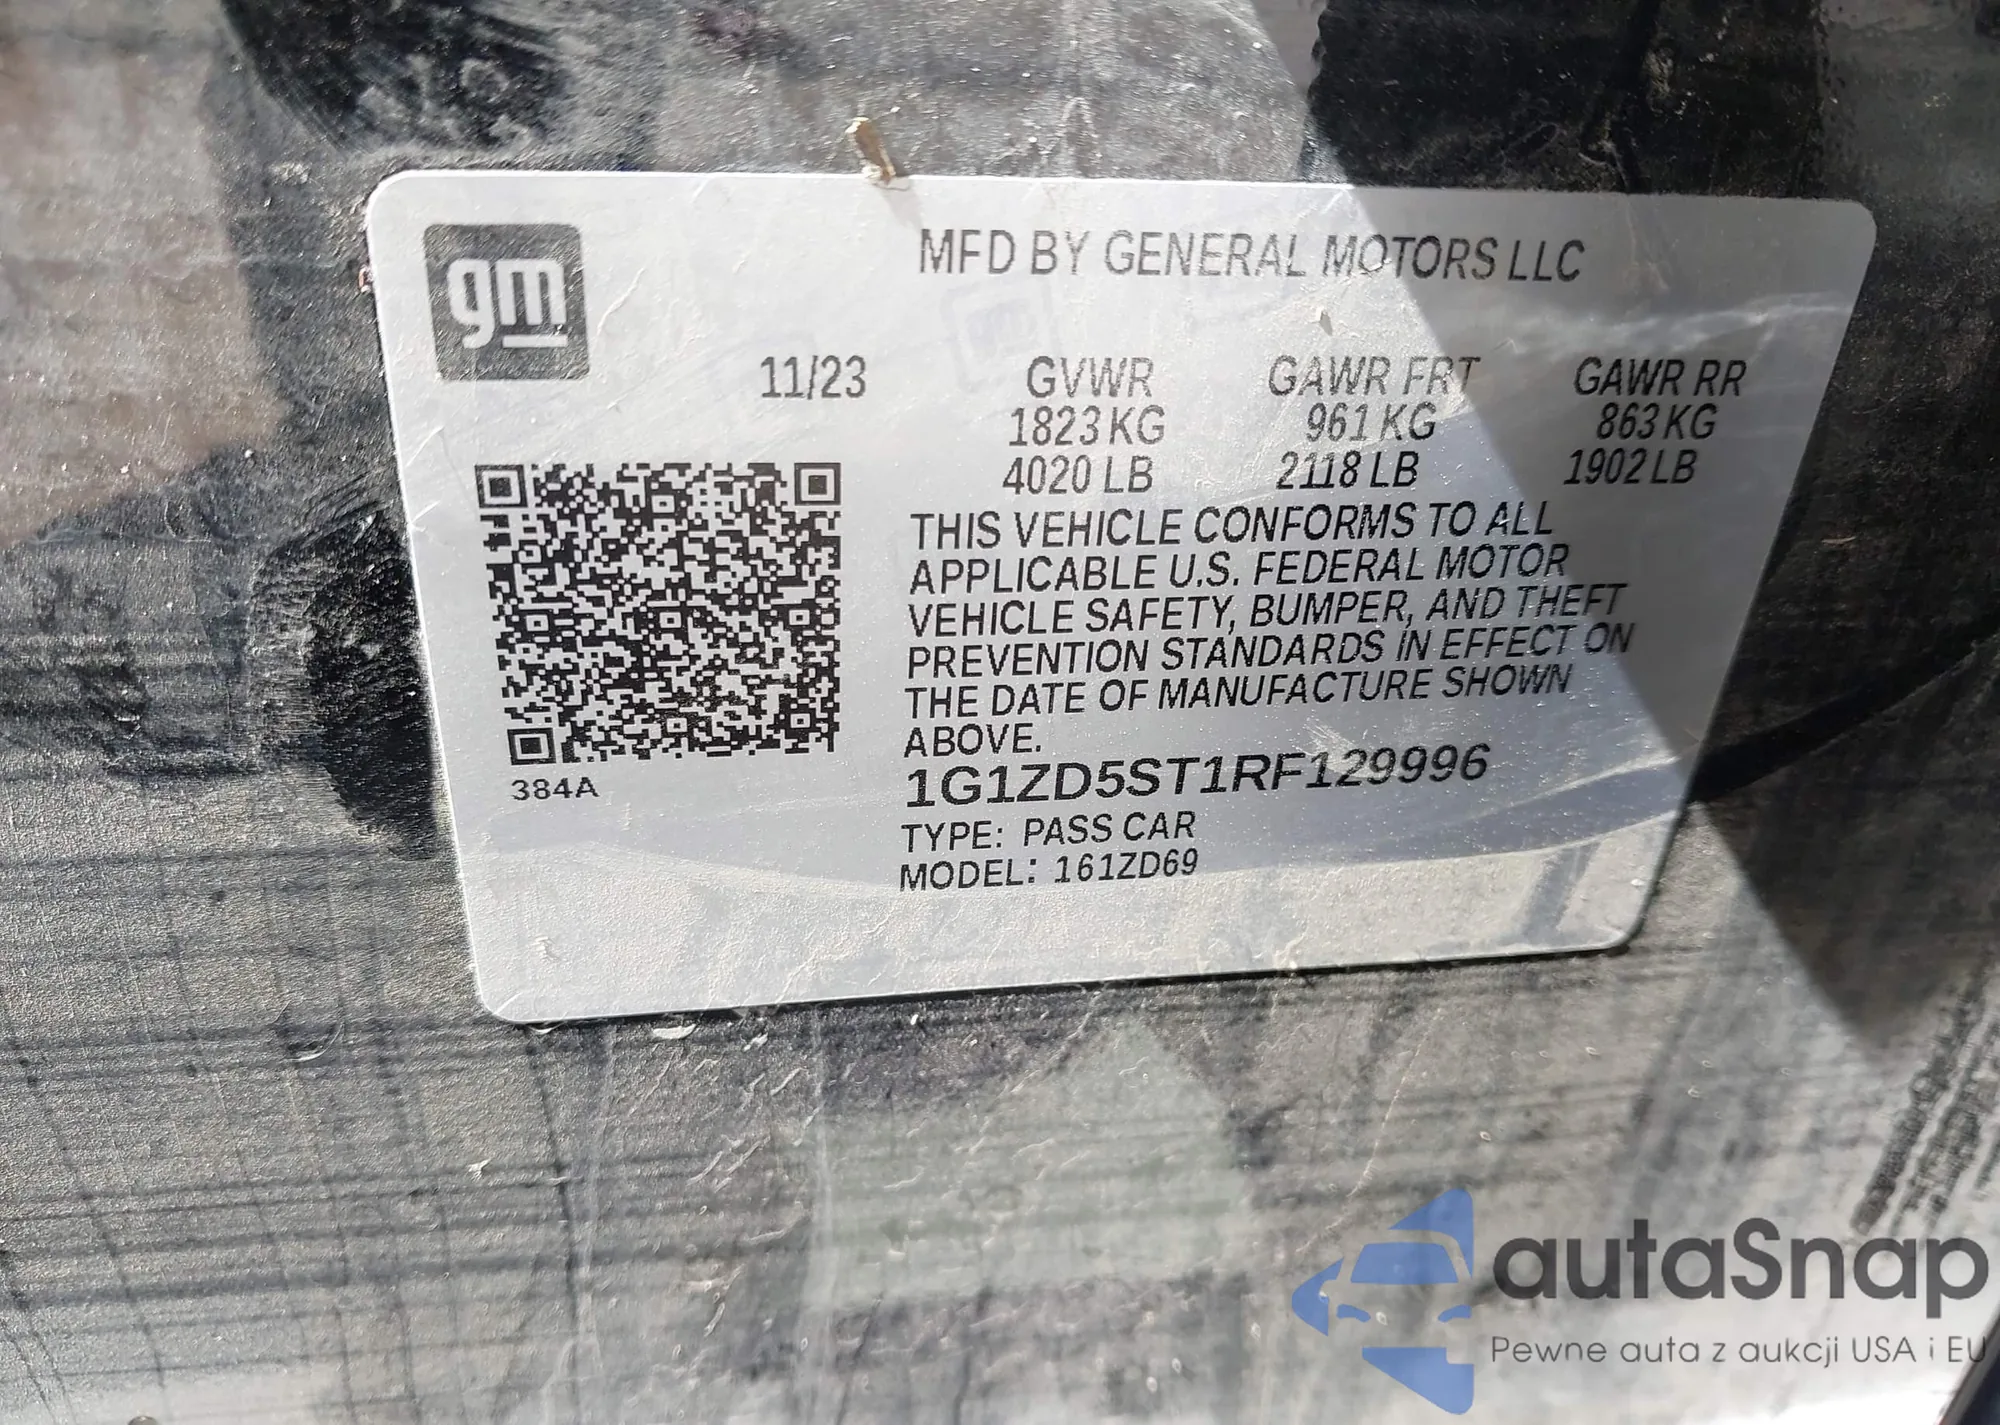 gm
MFD BY GENERAL MOTORS LLC
11/23 GVWR GAWR FRT GAWR RR
1823 KG 961 KG 863 KG
4020 LB 2118 LB 1902 LB
THIS VEHICLE CONFORMS TO ALL
APPLICABLE U.S. FEDERAL MOTOR
VEHICLE SAFETY, BUMPER, AND THEFT
PREVENTION STANDARDS IN EFFECT ON
THE DATE OF MANUFACTURE SHOWN
ABOVE.
384A
1G1ZD5ST1RF129996
TYPE: PASS CAR
MODEL: 161ZD69
autaSnap
Pewne auta z aukcji USA i EU